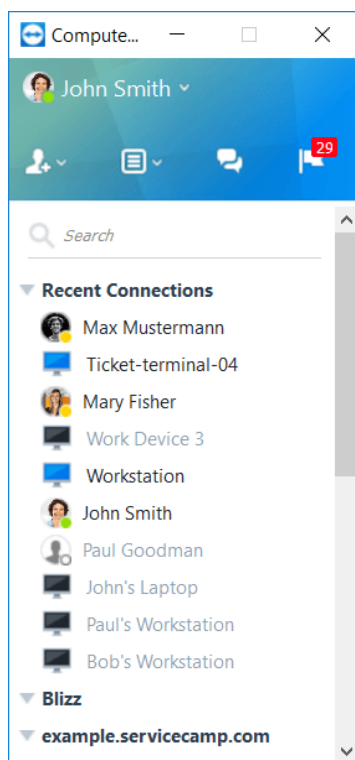 Compute...
John Smith
29
Search
Recent Connections
Max Mustermann
Ticket-terminal-04
Mary Fisher
Work Device 3
Workstation
John Smith
Paul Goodman
John's Laptop
Paul's Workstation
Bob's Workstation
Blizz
example.servicecamp.com